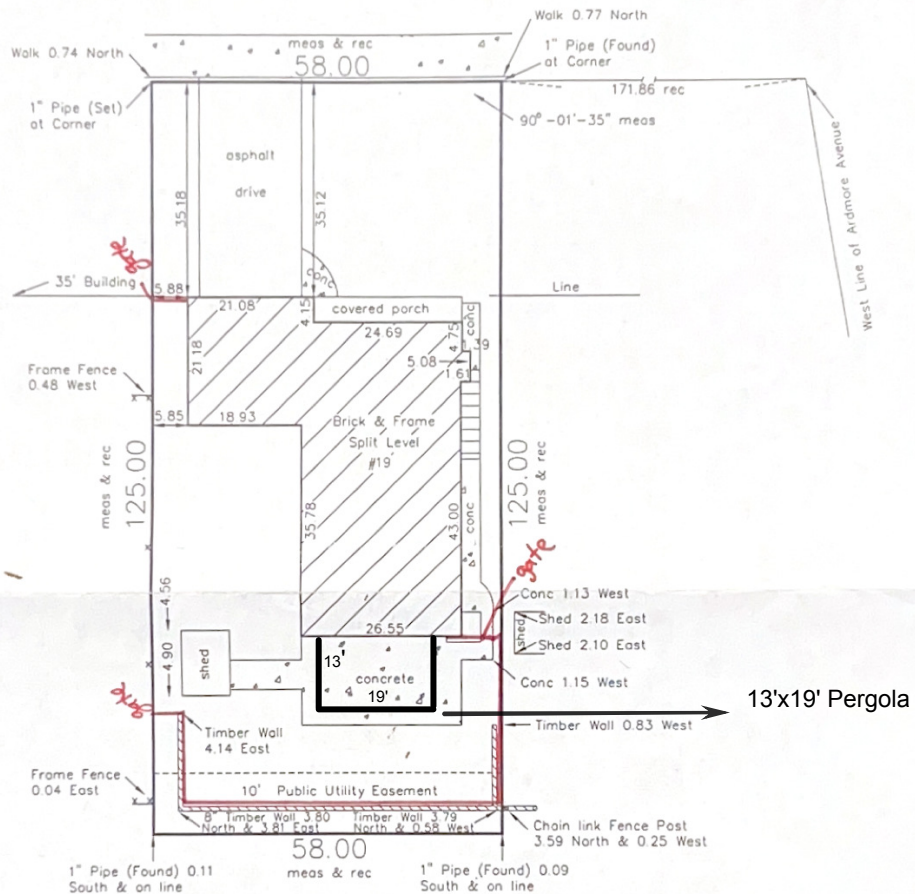 Walk 0.77 North
Walk 0.74 North
meas & rec
58.00
1" Pipe (Found)
at Corner
171.86 rec
1" Pipe (Set)
at Corner
90° -01'-35" meas
asphalt
drive
35.18
35.12
West Line of Ardmore Avenue
gate
conc
35' Building
Line
5.88
21.08
4.15
covered porch
24.69
4.75
conc
1.39
5.08
1.61
21.18
Frame Fence
0.48 West
5.85
18.93
Brick & Frame
Split Level
#19'
125.00
meas & rec
125.00
meas & rec
35.78
43.00
conc
gate
4.56
Conc 1.13 West
26.55
shed
Shed 2.18 East
Shed 2.10 East
4.90
shed
13'
concrete
19'
Conc 1.15 West
13'x19' Pergola
gate
Timber Wall
4.14 East
Timber Wall 0.83 West
Frame Fence
0.04 East
10' Public Utility Easement
8" Timber Wall 3.80
North & 3.81 East
Timber Wall 3.79
North & 0.58 West
Chain link Fence Post
3.59 North & 0.25 West
58.00
meas & rec
1" Pipe (Found) 0.11
South & on line
1" Pipe (Found) 0.09
South & on line